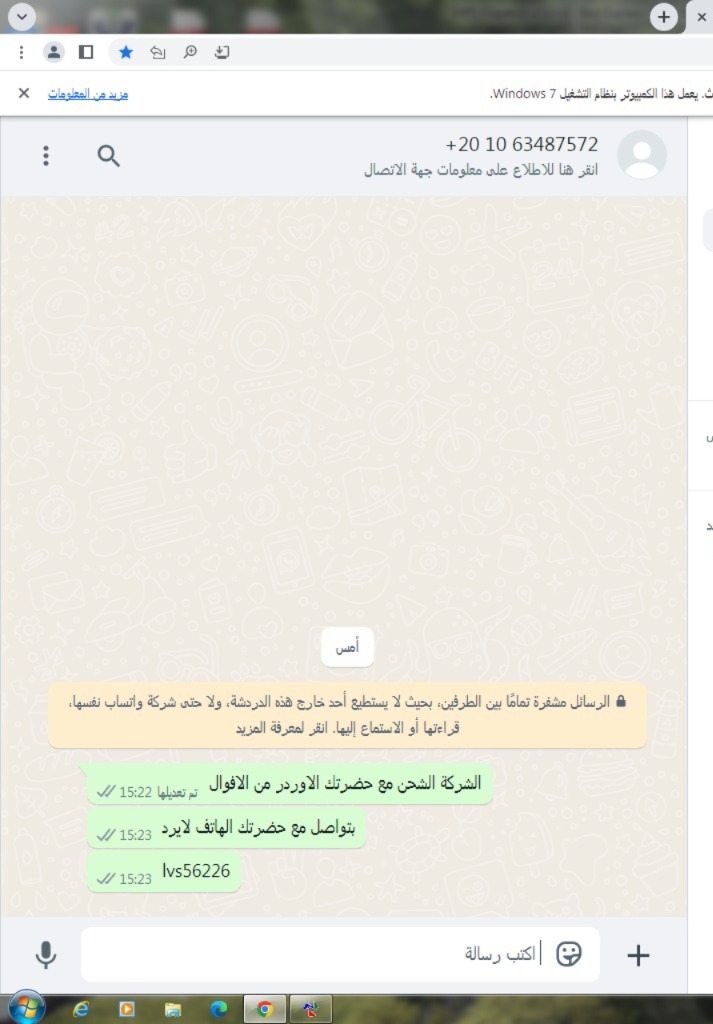 ث. يعمل هذا الكمبيوتر بنظام التشغيل Windows 7.
مزيد من المعلومات
+20 10 63487572
انقر هنا للاطلاع على معلومات جهة الاتصال
أمس
الرسائل مشفرة تمامًا بين الطرفين، بحيث لا يستطيع أحد خارج هذه الدردشة، ولا حتى شركة واتساب نفسها،
قراءتها أو الاستماع إليها. انقر لمعرفة المزيد
الشركة الشحن مع حضرتك الاوردر من الافوال تم تعديلها 15:22
بتواصل مع حضرتك الهاتف لايرد 15:23
lvs56226 15:23
اكتب رسالة